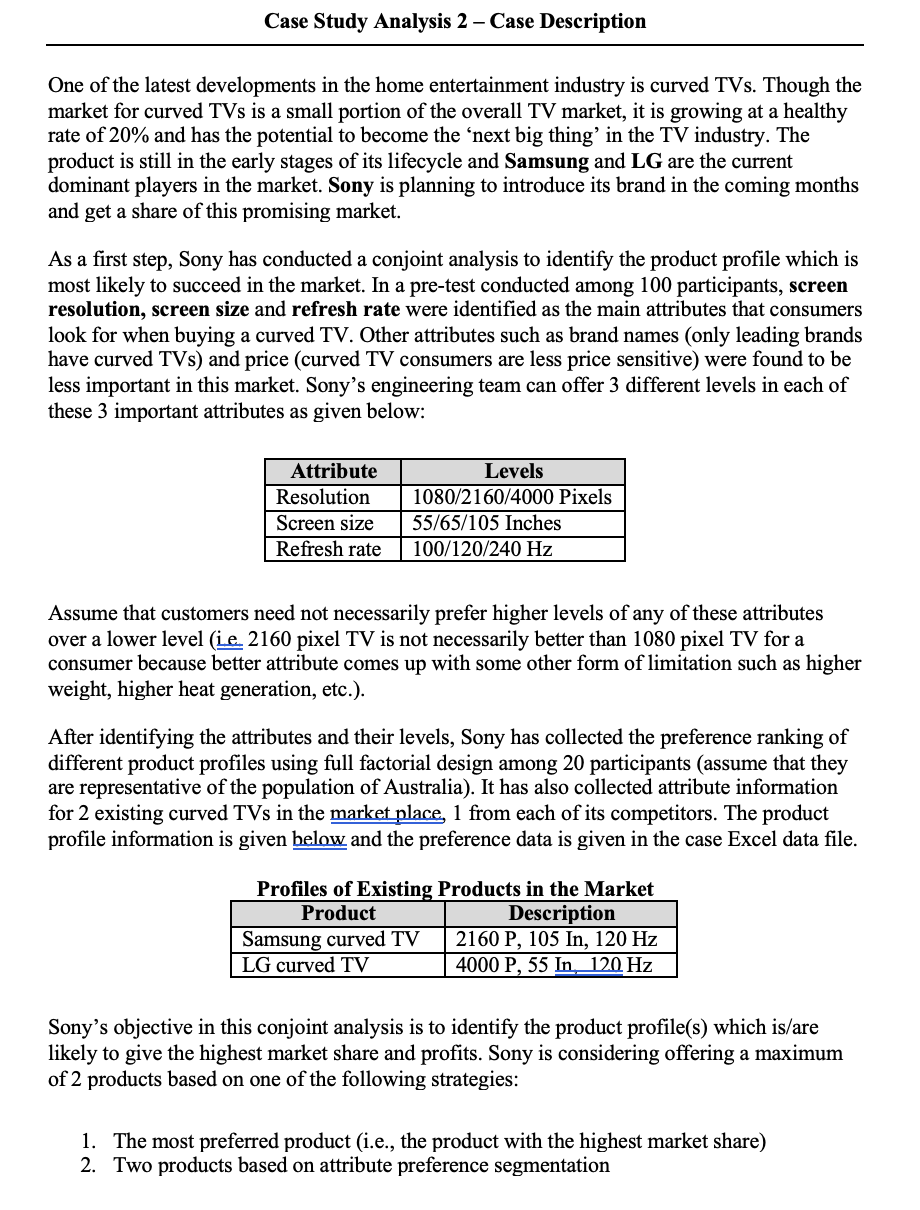 Case Study Analysis 2 – Case Description
One of the latest developments in the home entertainment industry is curved TVs. Though the
market for curved TVs is a small portion of the overall TV market, it is growing at a healthy
rate of 20% and has the potential to become the ‘next big thing’ in the TV industry. The
product is still in the early stages of its lifecycle and Samsung and LG are the current
dominant players in the market. Sony is planning to introduce its brand in the coming months
and get a share of this promising market.
As a first step, Sony has conducted a conjoint analysis to identify the product profile which is
most likely to succeed in the market. In a pre-test conducted among 100 participants, screen
resolution, screen size and refresh rate were identified as the main attributes that consumers
look for when buying a curved TV. Other attributes such as brand names (only leading brands
have curved TVs) and price (curved TV consumers are less price sensitive) were found to be
less important in this market. Sony’s engineering team can offer 3 different levels in each of
these 3 important attributes as given below:
Attribute Levels
Resolution 1080/2160/4000 Pixels
Screen size 55/65/105 Inches
Refresh rate 100/120/240 Hz
Assume that customers need not necessarily prefer higher levels of any of these attributes
over a lower level (i.e. 2160 pixel TV is not necessarily better than 1080 pixel TV for a
consumer because better attribute comes up with some other form of limitation such as higher
weight, higher heat generation, etc.).
After identifying the attributes and their levels, Sony has collected the preference ranking of
different product profiles using full factorial design among 20 participants (assume that they
are representative of the population of Australia). It has also collected attribute information
for 2 existing curved TVs in the market place, 1 from each of its competitors. The product
profile information is given below and the preference data is given in the case Excel data file.
Profiles of Existing Products in the Market
Product Description
Samsung curved TV 2160 P, 105 In, 120 Hz
LG curved TV 4000 P, 55 In, 120 Hz
Sony’s objective in this conjoint analysis is to identify the product profile(s) which is/are
likely to give the highest market share and profits. Sony is considering offering a maximum
of 2 products based on one of the following strategies:
1. The most preferred product (i.e., the product with the highest market share)
2. Two products based on attribute preference segmentation